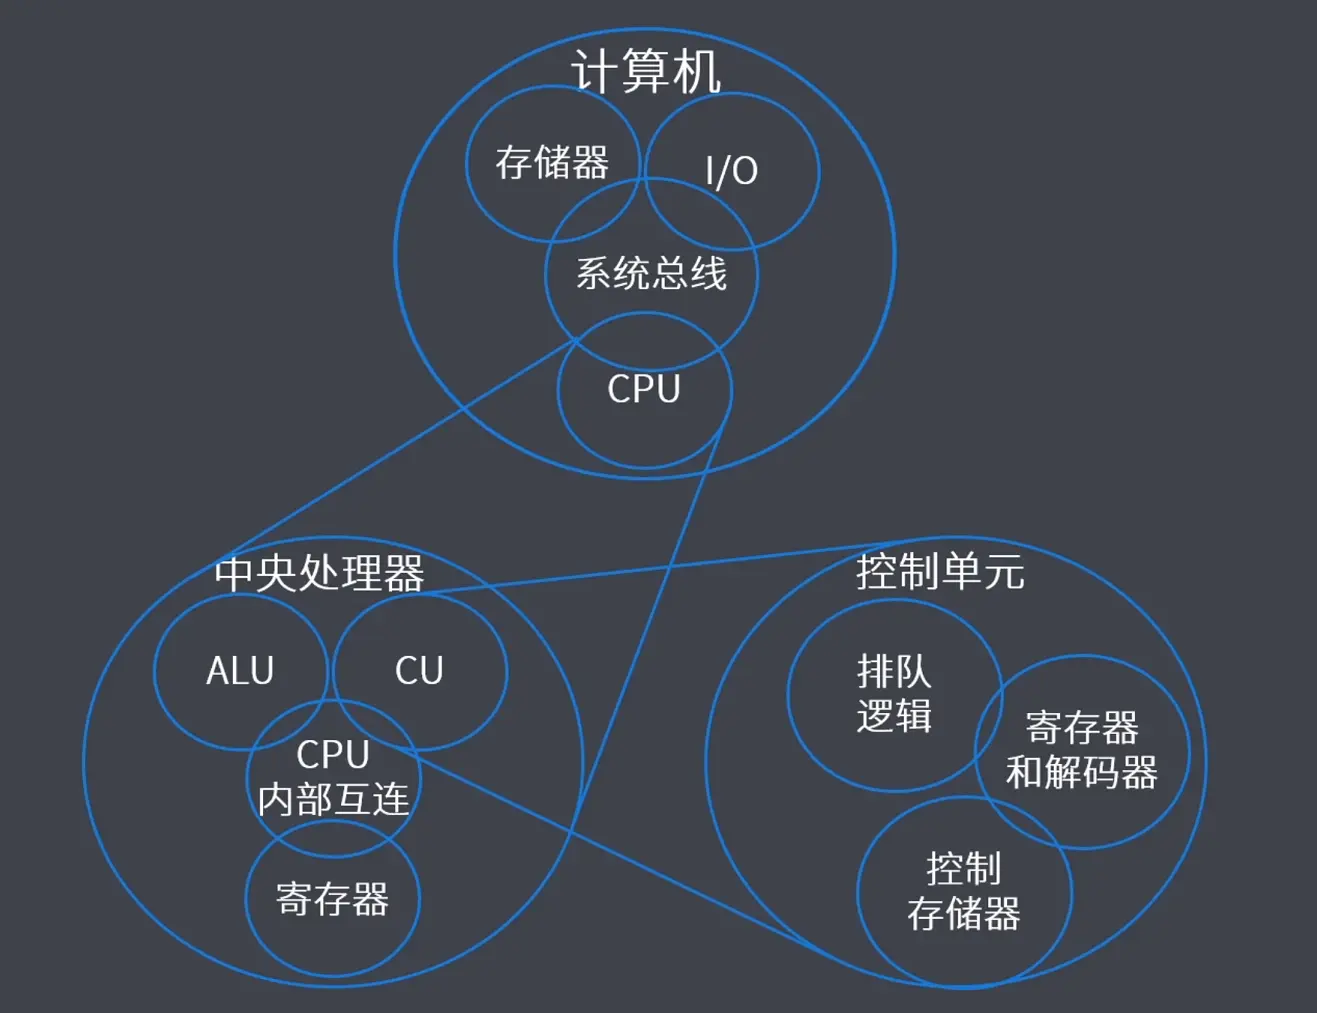 计算机
存储器
I/O
系统总线
CPU
中央处理器
ALU
CU
CPU
内部互连
寄存器
控制单元
排队
逻辑
寄存器
和解码器
控制
存储器